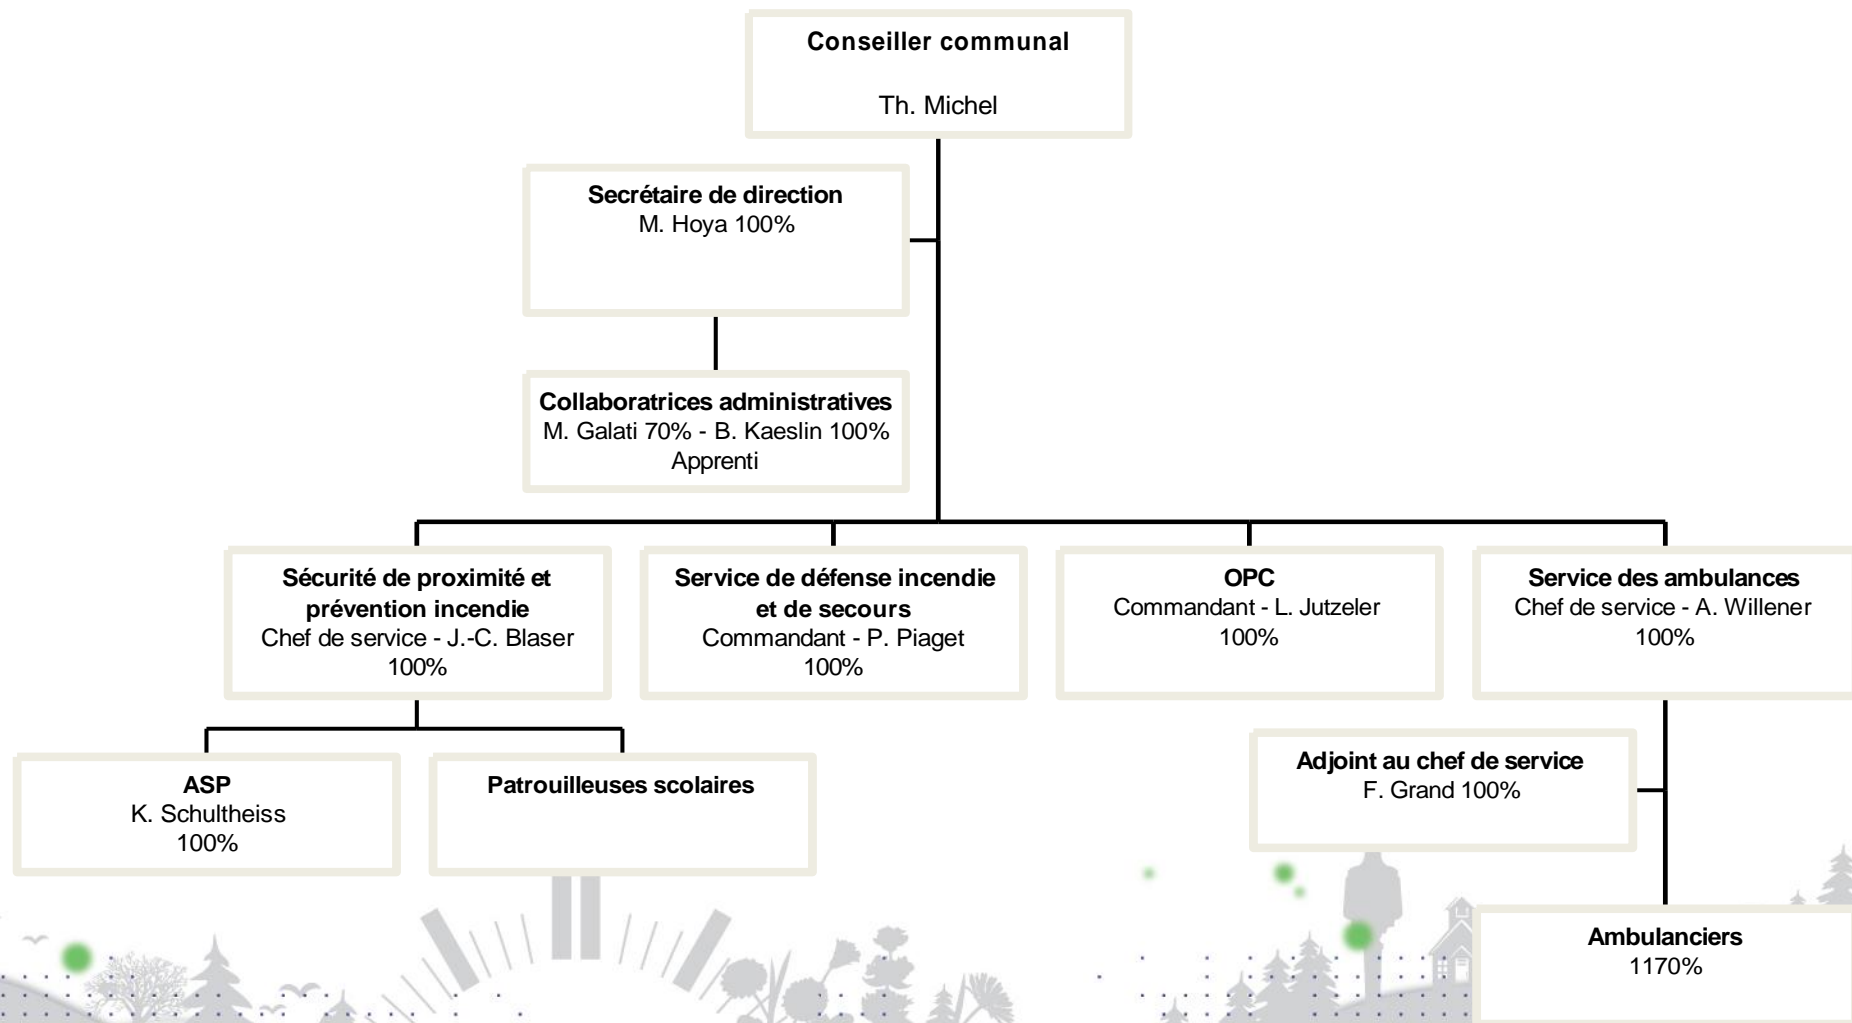 Conseiller communal
Th. Michel
Secrétaire de direction
M. Hoya 100%
Collaboratrices administratives
M. Galati 70% - B. Kaeslin 100%
Apprenti
Sécurité de proximité et
prévention incendie
Chef de service - J.-C. Blaser
100%
Service de défense incendie
et de secours
Commandant - P. Piaget
100%
OPC
Commandant - L. Jutzeler
100%
Service des ambulances
Chef de service - A. Willener
100%
ASP
K. Schultheiss
100%
Patrouilleuses scolaires
Adjoint au chef de service
F. Grand 100%
Ambulanciers
1170%